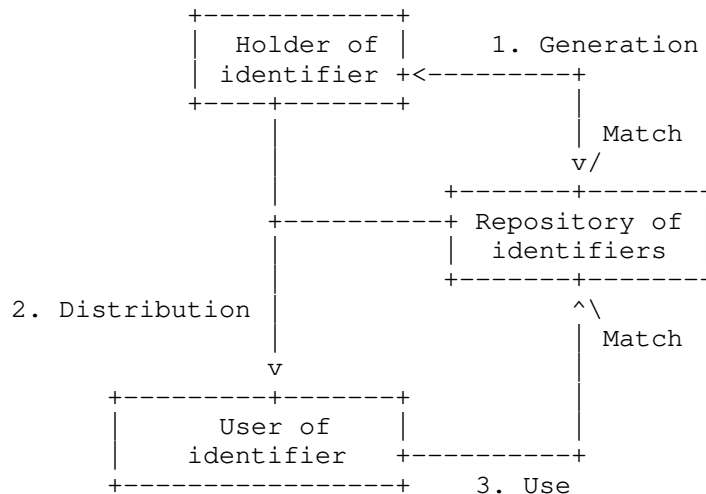 Holder of
identifier
1. Generation
Match
Repository of
identifiers
2. Distribution
Match
User of
identifier
3. Use